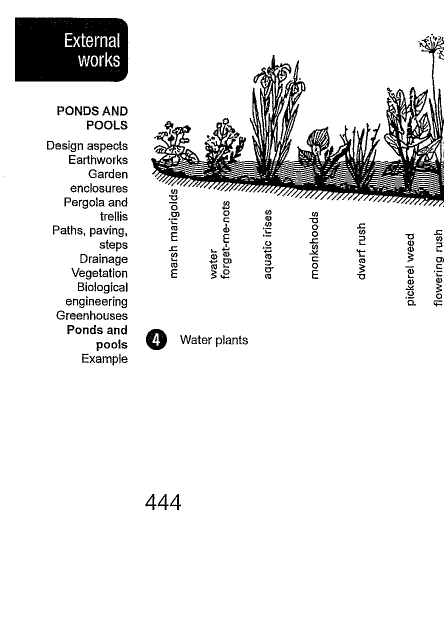 External
works
PONDS AND
POOLS
Design aspects
Earthworks
Garden
enclosures
Pergola and
trellis
Paths, paving,
steps
Drainage
Vegetation
Biological
engineering
Greenhouses
Ponds and
pools
Example
marsh marigolds
water
forget-me-nots
aquatic irises
monkshoods
dwarf rush
pickerel weed
flowering rush
4 Water plants
444